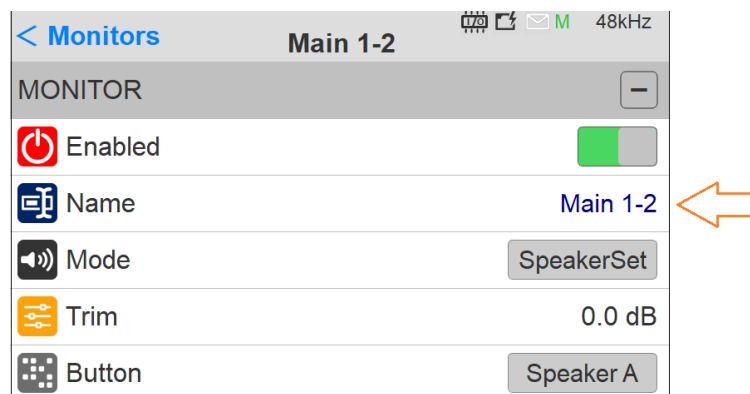 < Monitors
Main 1-2
I/O
M
48kHz
MONITOR
Enabled
Name
Main 1-2
Mode
SpeakerSet
Trim
0.0 dB
Button
Speaker A